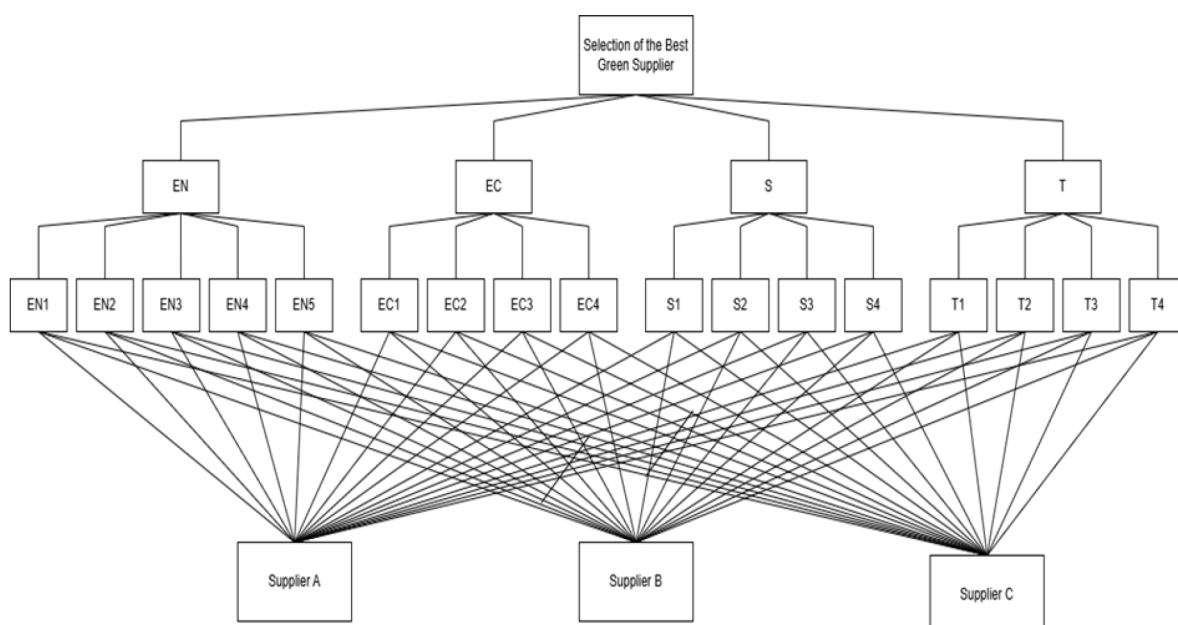 Selection of the Best
Green Supplier
EN
EC
S
T
EN1
EN2
EN3
EN4
EN5
EC1
EC2
EC3
EC4
S1
S2
S3
S4
T1
T2
T3
T4
Supplier A
Supplier B
Supplier C